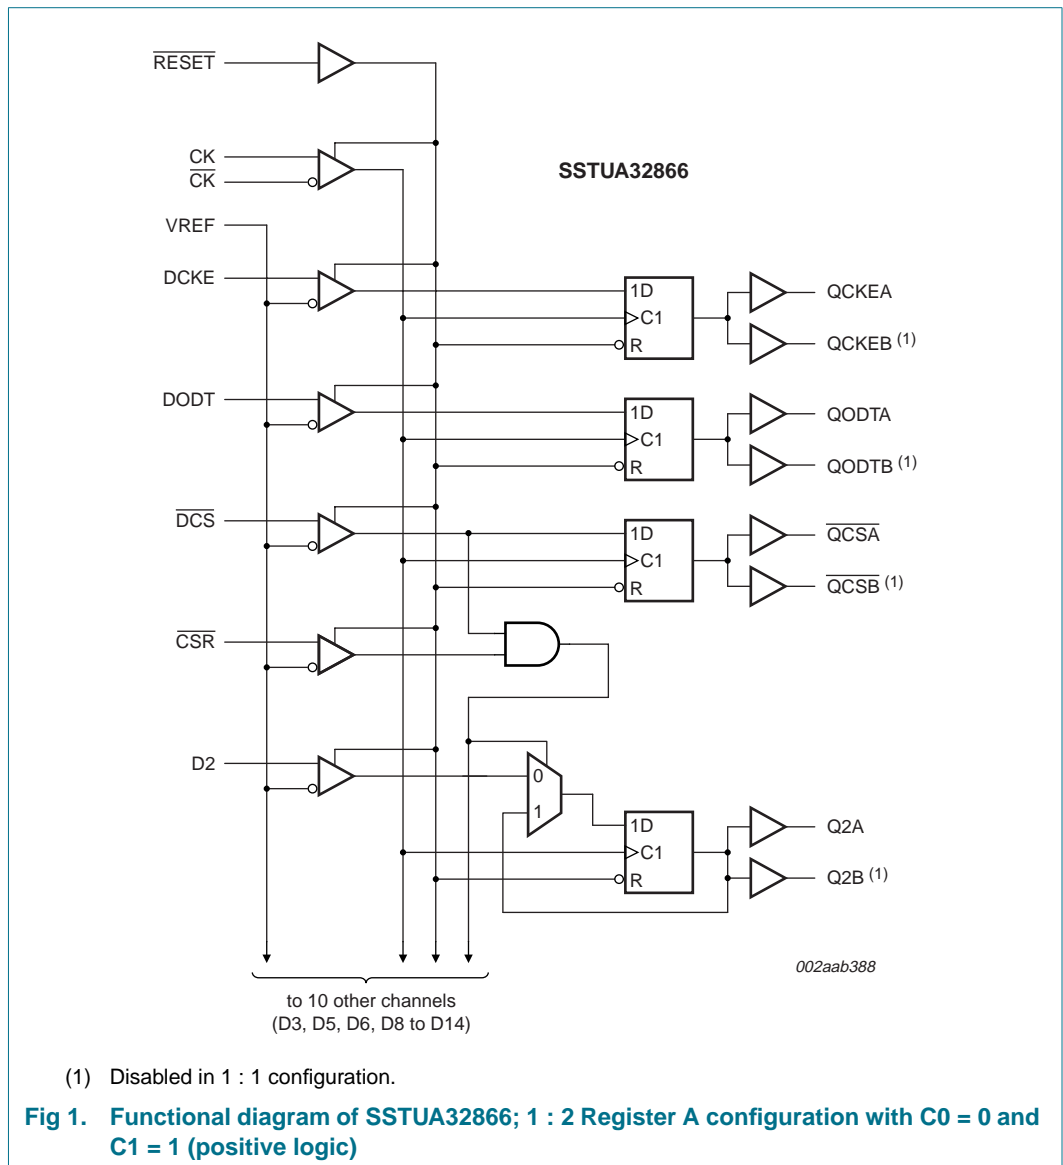 RESET
CK
CK
SSTUA32866
VREF
DCKE
1D
C1
R
QCKEA
QCKEB (1)
DODT
1D
C1
R
QODTA
QODTB (1)
DCS
1D
C1
R
QCSA
QCSB (1)
CSR
D2
0
1
1D
C1
R
Q2A
Q2B (1)
002aab388
to 10 other channels
(D3, D5, D6, D8 to D14)
(1) Disabled in 1 : 1 configuration.
Fig 1. Functional diagram of SSTUA32866; 1 : 2 Register A configuration with C0 = 0 and
C1 = 1 (positive logic)